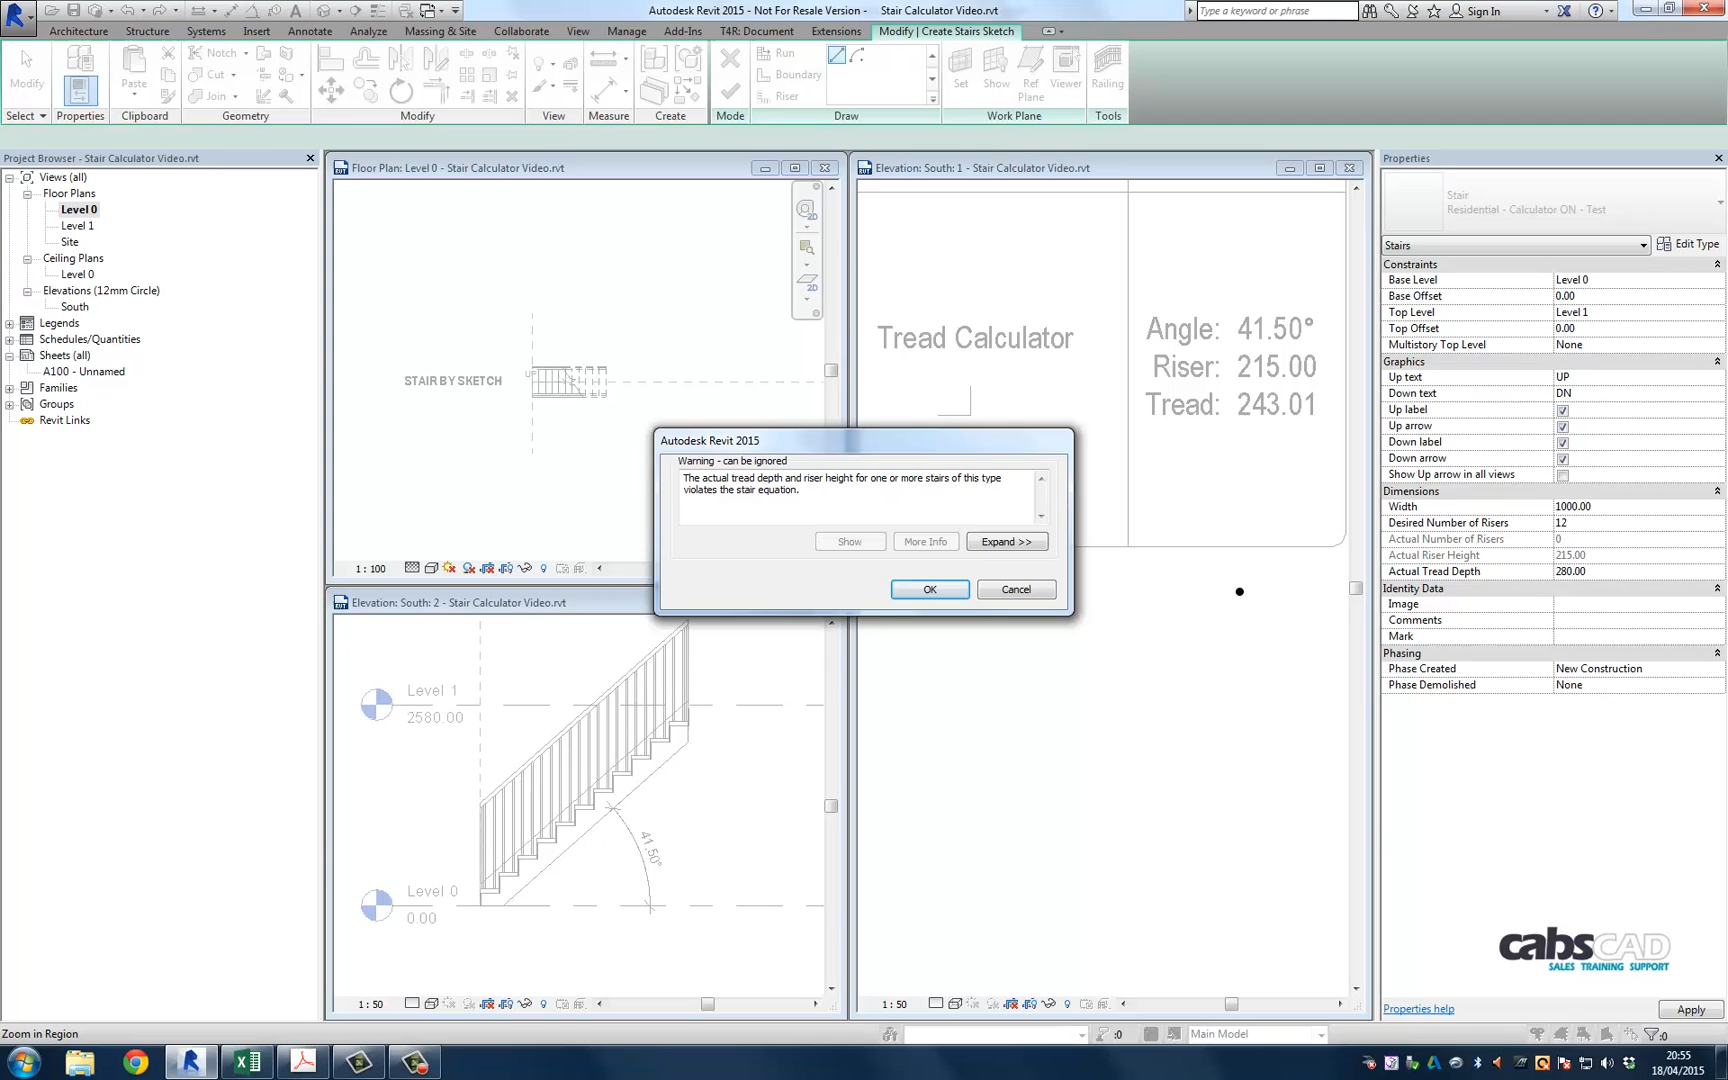 Autodesk Revit 2015 - Not For Resale Version - Stair Calculator Video.rvt
Type a keyword or phrase
Sign In
Architecture Structure Systems Insert Annotate Analyze Massing & Site Collaborate View Manage Add-Ins T4R: Document Extensions Modify | Create Stairs Sketch
Modify
Paste
Notch
Cut
Join
Run
Boundary
Riser
Set
Show
Ref
Plane
Viewer
Railing
Select Properties Clipboard Geometry Modify View Measure Create Mode Draw Work Plane Tools
Project Browser - Stair Calculator Video.rvt
Views (all)
Floor Plans
Level 0
Level 1
Site
Ceiling Plans
Level 0
Elevations (12mm Circle)
South
Legends
Schedules/Quantities
Sheets (all)
A100 - Unnamed
Families
Groups
Revit Links
Floor Plan: Level 0 - Stair Calculator Video.rvt
2D
2D
STAIR BY SKETCH
UP
1 : 100
Elevation: South: 1 - Stair Calculator Video.rvt
Tread Calculator
Angle: 41.50°
Riser: 215.00
Tread: 243.01
1 : 50
Elevation: South: 2 - Stair Calculator Video.rvt
Level 1
2580.00
41.50°
Level 0
0.00
1 : 50
Autodesk Revit 2015
Warning - can be ignored
The actual tread depth and riser height for one or more stairs of this type
violates the stair equation.
Show
More Info
Expand >>
OK
Cancel
Properties
Stair
Residential - Calculator ON - Test
Stairs
Edit Type
Constraints
Base Level Level 0
Base Offset 0.00
Top Level Level 1
Top Offset 0.00
Multistory Top Level None
Graphics
Up text UP
Down text DN
Up label
Up arrow
Down label
Down arrow
Show Up arrow in all views
Dimensions
Width 1000.00
Desired Number of Risers 12
Actual Number of Risers 0
Actual Riser Height 215.00
Actual Tread Depth 280.00
Identity Data
Image
Comments
Mark
Phasing
Phase Created New Construction
Phase Demolished None
cabsCAD
SALES TRAINING SUPPORT
Properties help
Apply
Zoom in Region
:0
Main Model
:0
20:55
18/04/2015